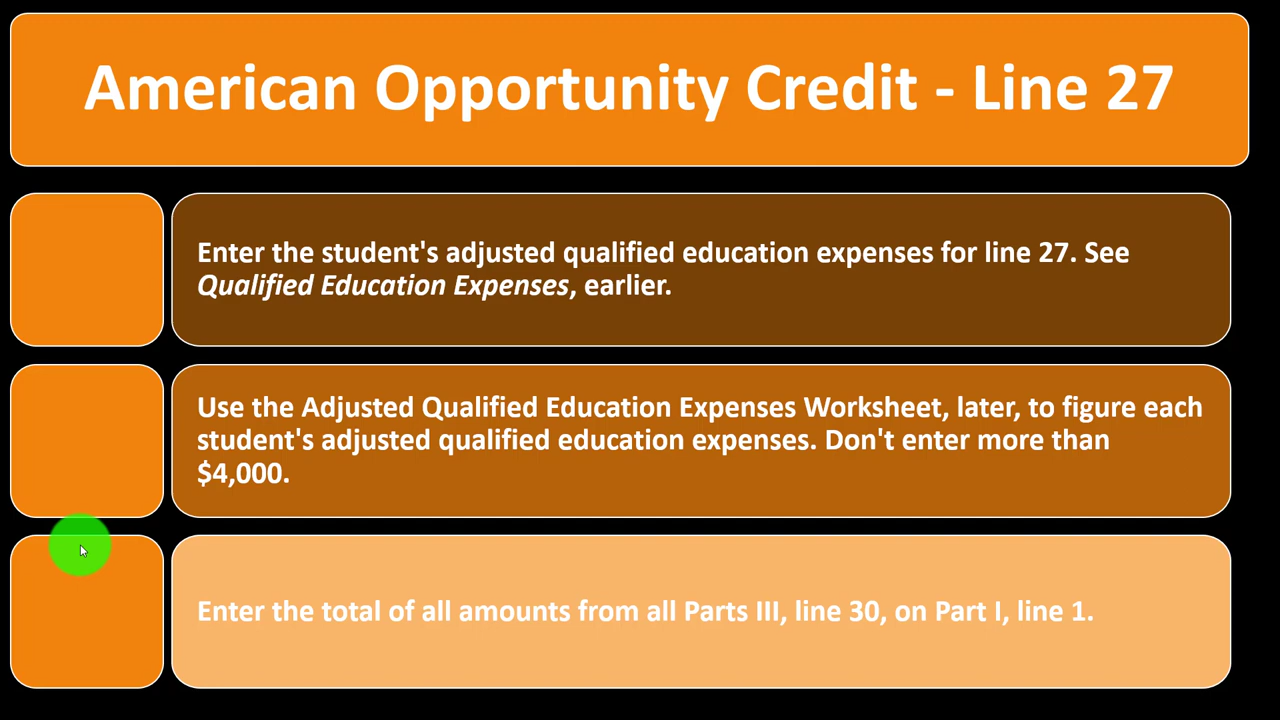 American Opportunity Credit - Line 27
Enter the student's adjusted qualified education expenses for line 27. See
Qualified Education Expenses, earlier.
Use the Adjusted Qualified Education Expenses Worksheet, later, to figure each
student's adjusted qualified education expenses. Don't enter more than
$4,000.
Enter the total of all amounts from all Parts III, line 30, on Part I, line 1.